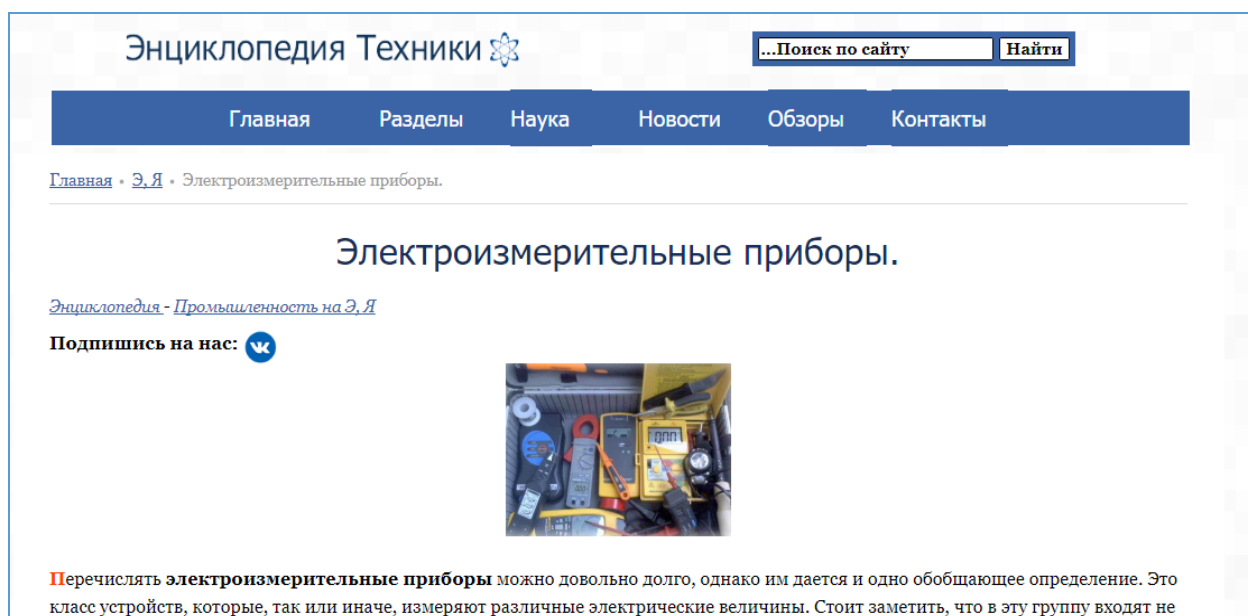 Энциклопедия Техники
...Поиск по сайту Найти
Главная Разделы Наука Новости Обзоры Контакты
Главная • Э, Я • Электроизмерительные приборы.
Электроизмерительные приборы.
Энциклопедия - Промышленность на Э, Я
Подпишись на нас:
Перечислять электроизмерительные приборы можно довольно долго, однако им дается и одно обобщающее определение. Это
класс устройств, которые, так или иначе, измеряют различные электрические величины. Стоит заметить, что в эту группу входят не